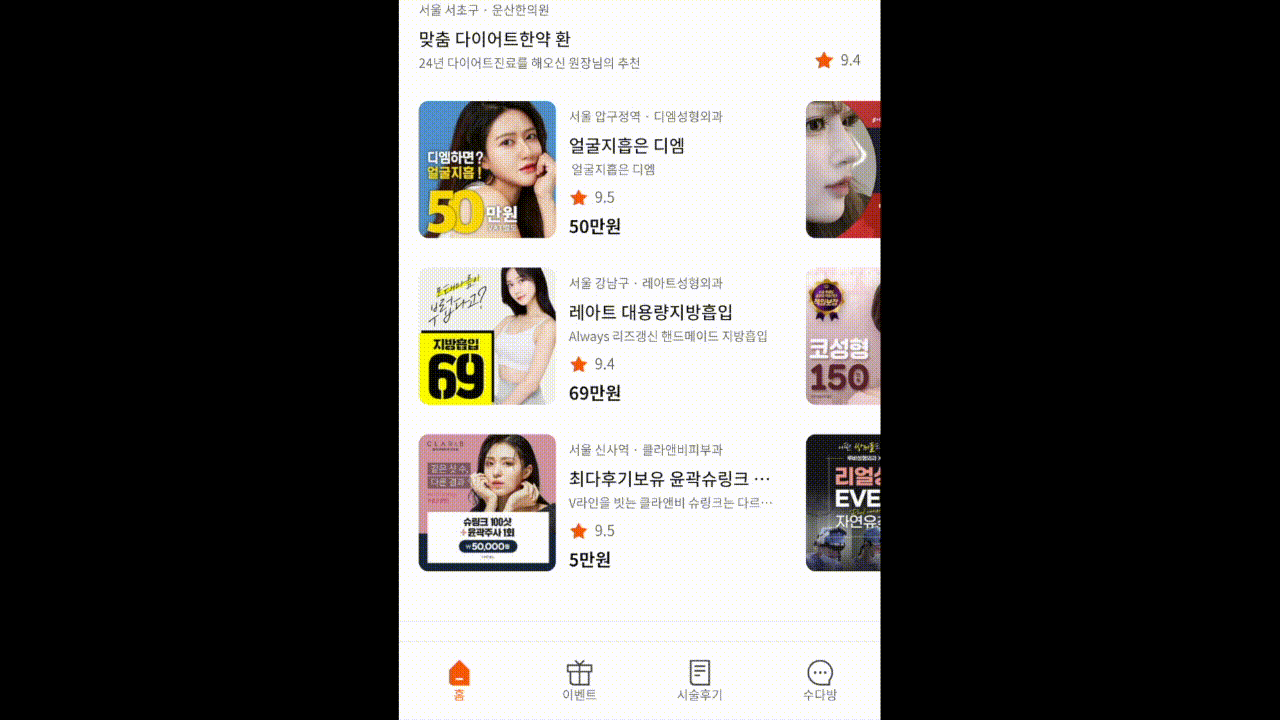 서울 서초구 · 운산한의원
맞춤 다이어트한약 환
24년 다이어트진료를 해오신 원장님의 추천
9.4
디엠하면?
얼굴지흡!
50만원
서울 압구정역 · 디엠성형외과
얼굴지흡은 디엠
얼굴지흡은 디엠
9.5
50만원
몸매가 좋아
부럽다고?
지방흡입
69
서울 강남구 · 레아트성형외과
레아트 대용량지방흡입
Always 리즈갱신 핸드메이드 지방흡입
9.4
69만원
코성형
150
CLARIB
같은 샷 수,
다른 결과
슈링크 100샷
+윤곽주사 1회
₩50,000원
서울 신사역 · 클라앤비피부과
최다후기보유 윤곽슈링크 ···
V라인을 빗는 클라앤비 슈링크는 다르···
9.5
5만원
리얼
EVE
자연유
홈
이벤트
시술후기
수다방